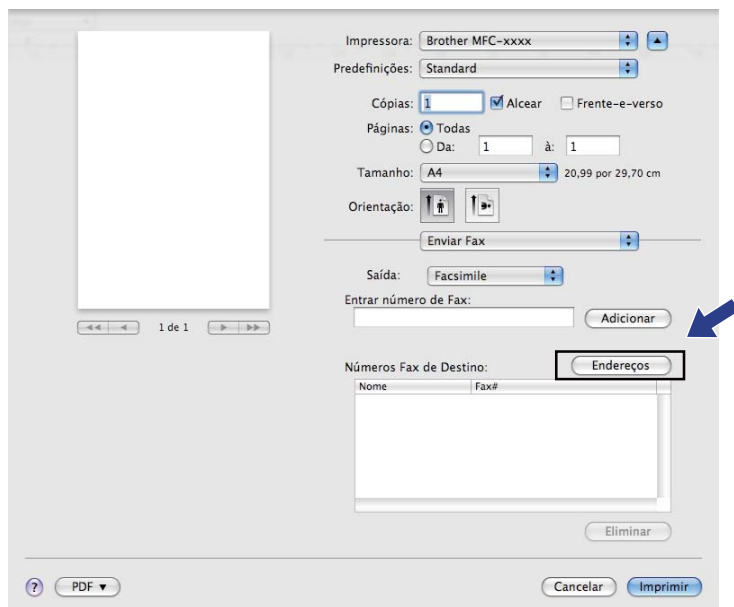 Impressora: Brother MFC-xxxx
Predefinições: Standard
Cópias: 1 Alcear Frente-e-verso
Páginas: Todas
Da: 1 à: 1
Tamanho: A4 20,99 por 29,70 cm
Orientação:
Enviar Fax
Saída: Facsimile
Entrar número de Fax:
Adicionar
1 de 1
Números Fax de Destino: Endereços
Nome Fax#
Eliminar
? PDF Cancelar Imprimir